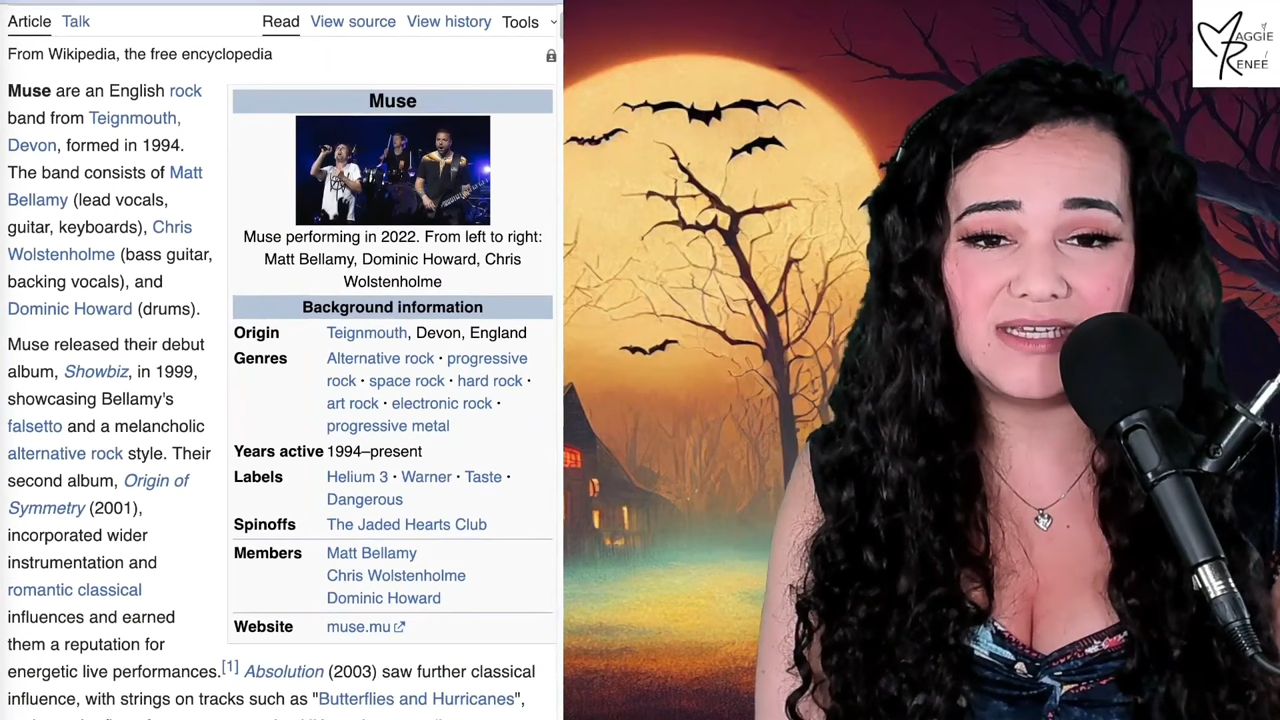 Article Talk Read View source View history Tools
From Wikipedia, the free encyclopedia
Muse are an English rock
band from Teignmouth,
Devon, formed in 1994.
The band consists of Matt
Bellamy (lead vocals,
guitar, keyboards), Chris
Wolstenholme (bass guitar,
backing vocals), and
Dominic Howard (drums).
Muse released their debut
album, Showbiz, in 1999,
showcasing Bellamy's
falsetto and a melancholic
alternative rock style. Their
second album, Origin of
Symmetry (2001),
incorporated wider
instrumentation and
romantic classical
influences and earned
them a reputation for
energetic live performances.[1] Absolution (2003) saw further classical
influence, with strings on tracks such as "Butterflies and Hurricanes",
Muse
Muse performing in 2022. From left to right:
Matt Bellamy, Dominic Howard, Chris
Wolstenholme
Background information
Origin Teignmouth, Devon, England
Genres Alternative rock · progressive
rock · space rock · hard rock ·
art rock · electronic rock ·
progressive metal
Years active 1994–present
Labels Helium 3 · Warner · Taste ·
Dangerous
Spinoffs The Jaded Hearts Club
Members Matt Bellamy
Chris Wolstenholme
Dominic Howard
Website muse.mu
MAGGIE
RENEE